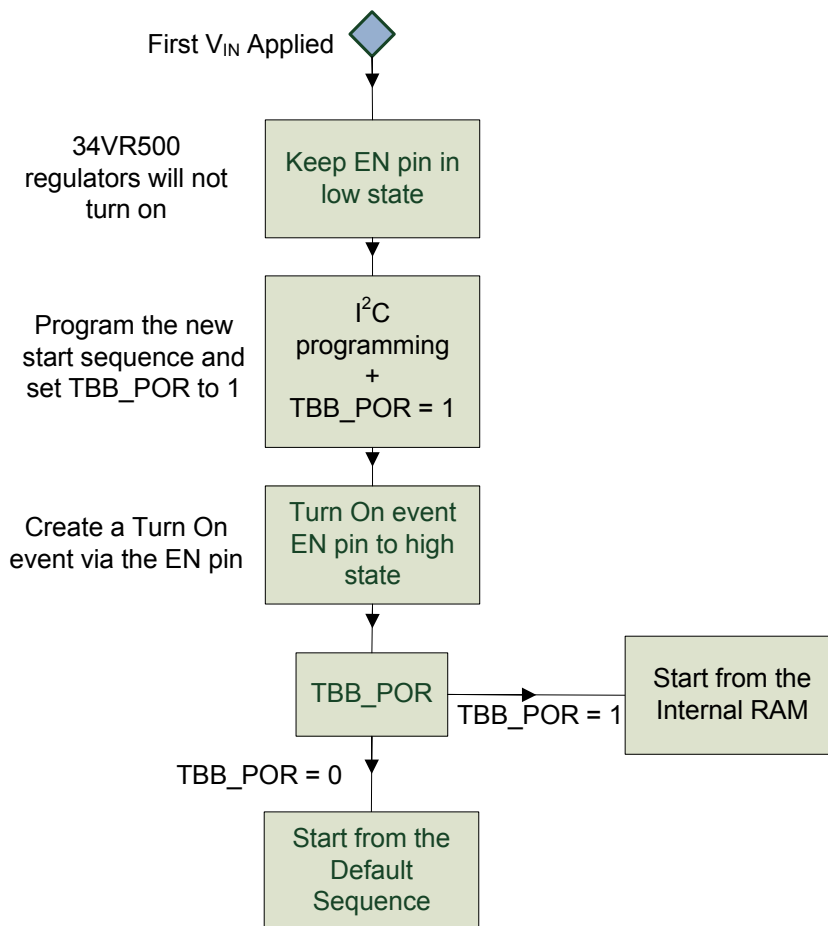 First VIN Applied
34VR500
regulators will not
turn on
Keep EN pin in
low state
Program the new
start sequence and
set TBB_POR to 1
I²C
programming
+
TBB_POR = 1
Create a Turn On
event via the EN pin
Turn On event
EN pin to high
state
TBB_POR
TBB_POR = 1
Start from the
Internal RAM
TBB_POR = 0
Start from the
Default
Sequence